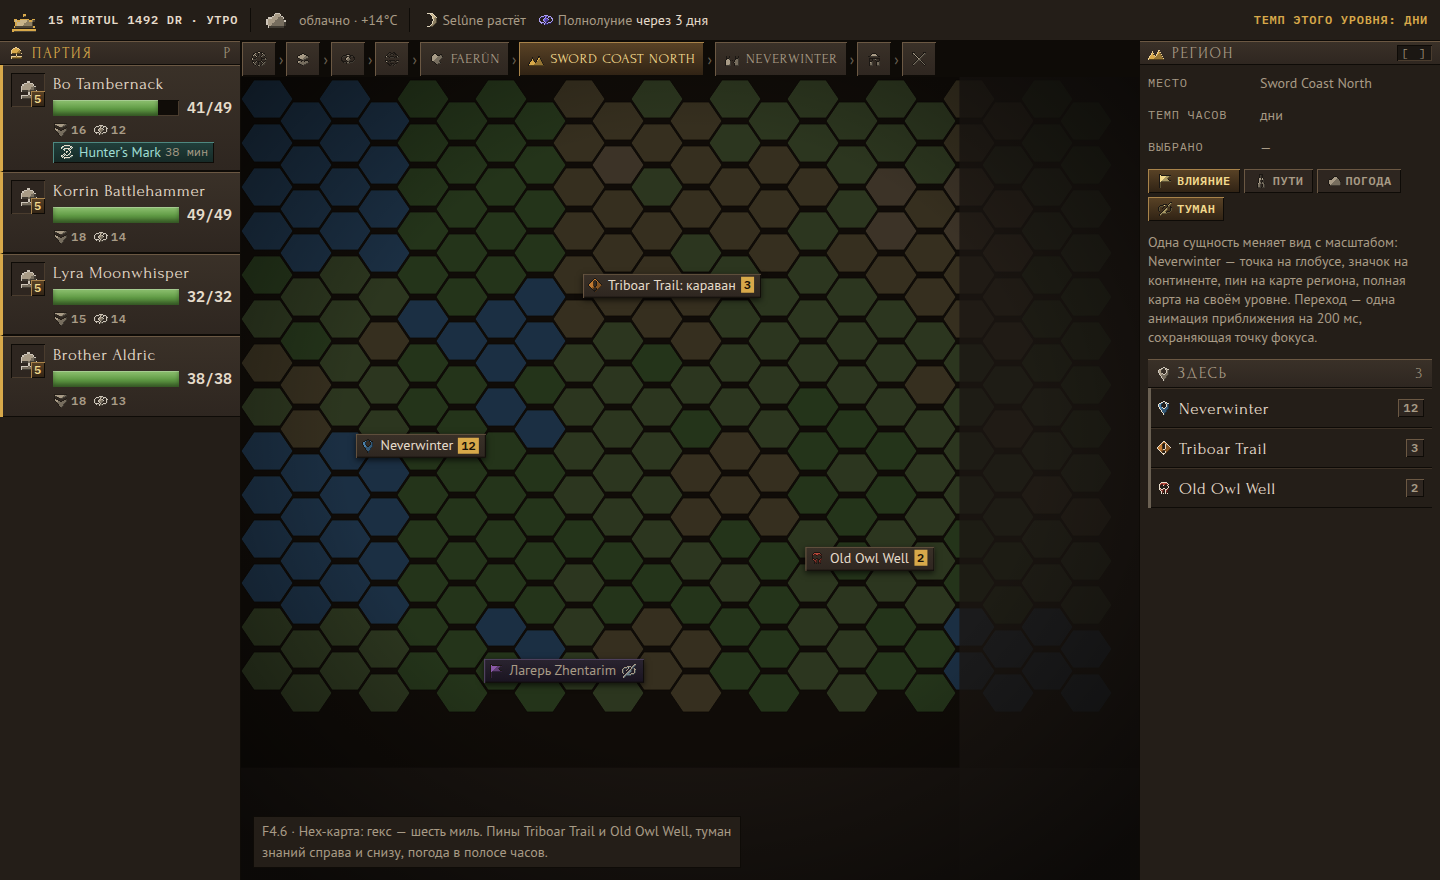 15 MIRTUL 1492 DR · УТРО
облачно · +14°C
Selûne растёт
Полнолуние через 3 дня
ТЕМП ЭТОГО УРОВНЯ: ДНИ
ПАРТИЯ P
5
Bo Tambernack
41/49
16 12
Hunter's Mark 38 мин
5
Korrin Battlehammer
49/49
18 14
5
Lyra Moonwhisper
32/32
15 14
5
Brother Aldric
38/38
18 13
FAERÛN
SWORD COAST NORTH
NEVERWINTER
Triboar Trail: караван 3
Neverwinter 12
Old Owl Well 2
Лагерь Zhentarim
F4.6 · Hex-карта: гекс — шесть миль. Пины Triboar Trail и Old Owl Well, туман
знаний справа и снизу, погода в полосе часов.
РЕГИОН [ ]
МЕСТО Sword Coast North
ТЕМП ЧАСОВ дни
ВЫБРАНО —
ВЛИЯНИЕ ПУТИ ПОГОДА
ТУМАН
Одна сущность меняет вид с масштабом:
Neverwinter — точка на глобусе, значок на
континенте, пин на карте региона, полная
карта на своём уровне. Переход — одна
анимация приближения на 200 мс,
сохраняющая точку фокуса.
ЗДЕСЬ 3
Neverwinter 12
Triboar Trail 3
Old Owl Well 2